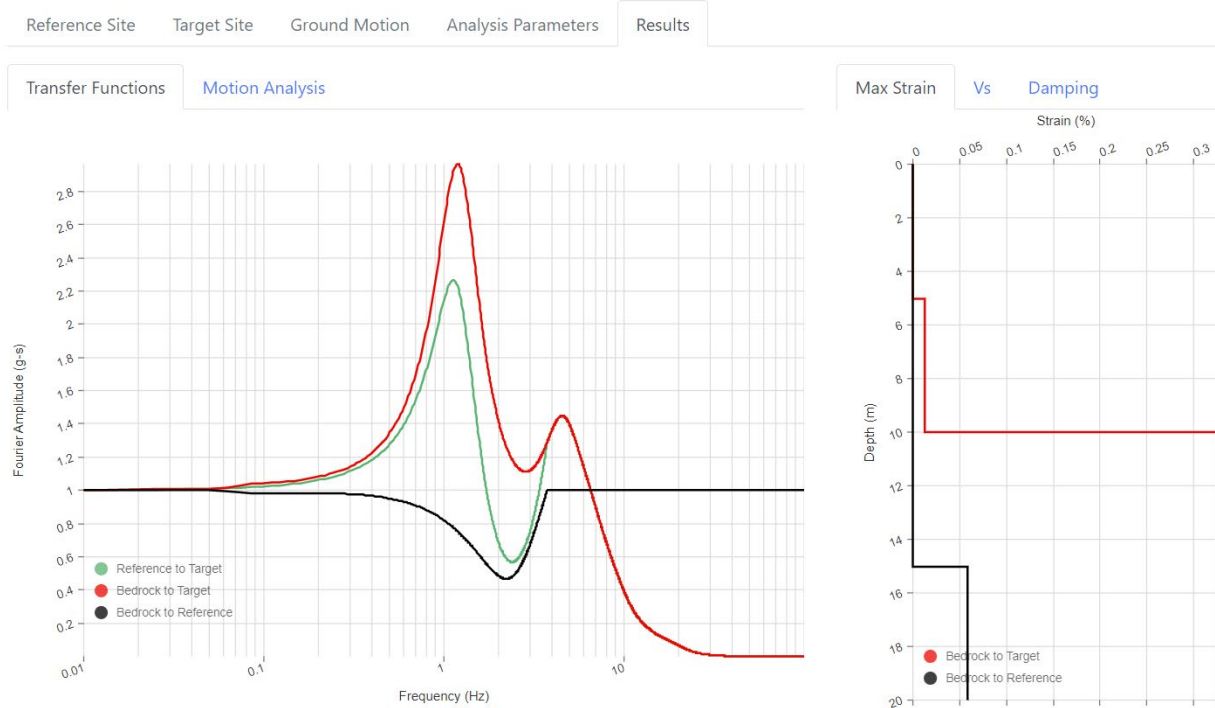 Reference Site Target Site Ground Motion Analysis Parameters Results
Transfer Functions Motion Analysis
Fourier Amplitude (g-s)
2.8
2.6
2.4
2.2
2
1.8
1.6
1.4
1.2
1
0.8
0.6
0.4
0.2
Reference to Target
Bedrock to Target
Bedrock to Reference
0.01 0.1 1 10
Frequency (Hz)
Max Strain Vs Damping
Strain (%)
0 0.05 0.1 0.15 0.2 0.25 0.3
Depth (m)
0
2
4
6
8
10
12
14
16
18
20
Bedrock to Target
Bedrock to Reference